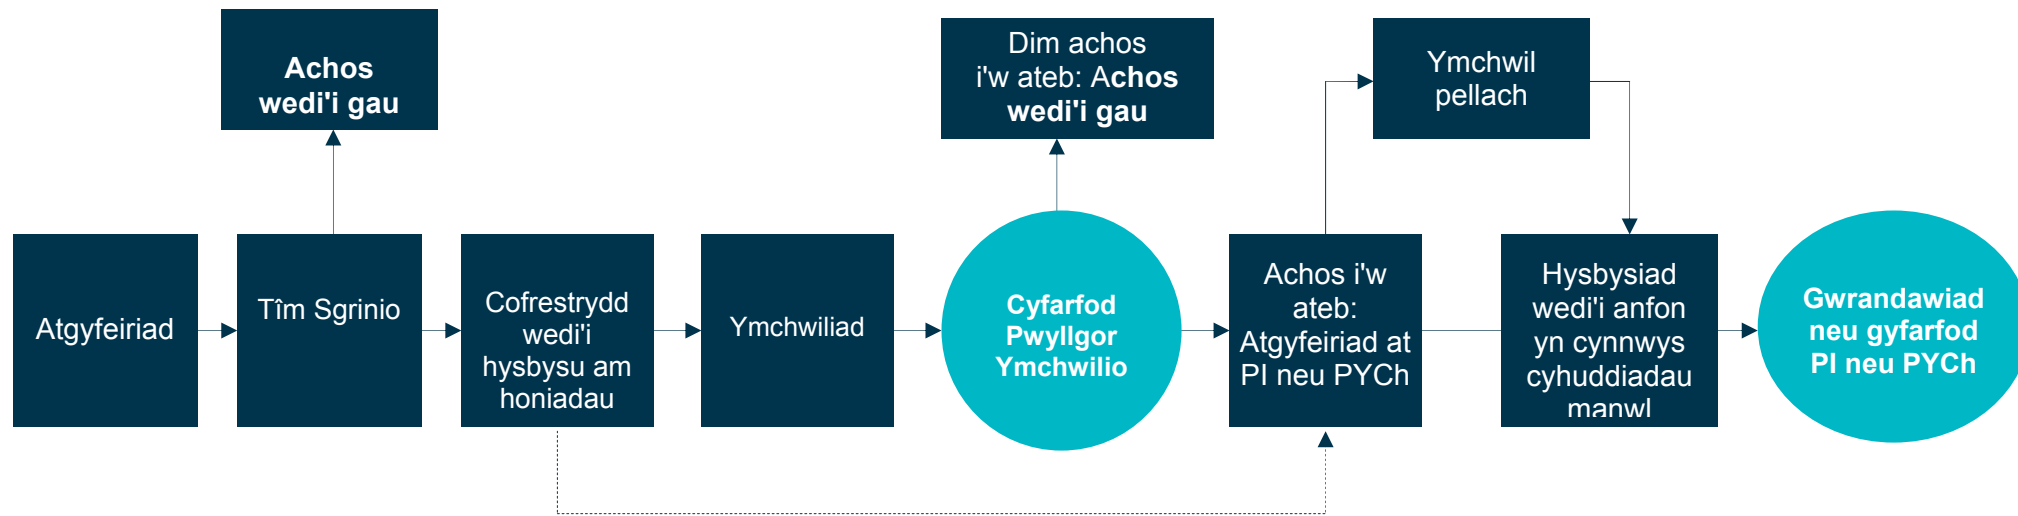 Achos
wedi'i gau
Dim achos
i'w ateb: Achos
wedi'i gau
Ymchwil
pellach
Atgyfeiriad
Tîm Sgrinio
Cofrestrydd
wedi'i
hysbysu am
honiadau
Ymchwiliad
Cyfarfod
Pwyllgor
Ymchwilio
Achos i'w
ateb:
Atgyfeiriad at
PI neu PYCh
Hysbysiad
wedi'i anfon
yn cynnwys
cyhuddiadau
manwl
Gwrandawiad
neu gyfarfod
PI neu PYCh